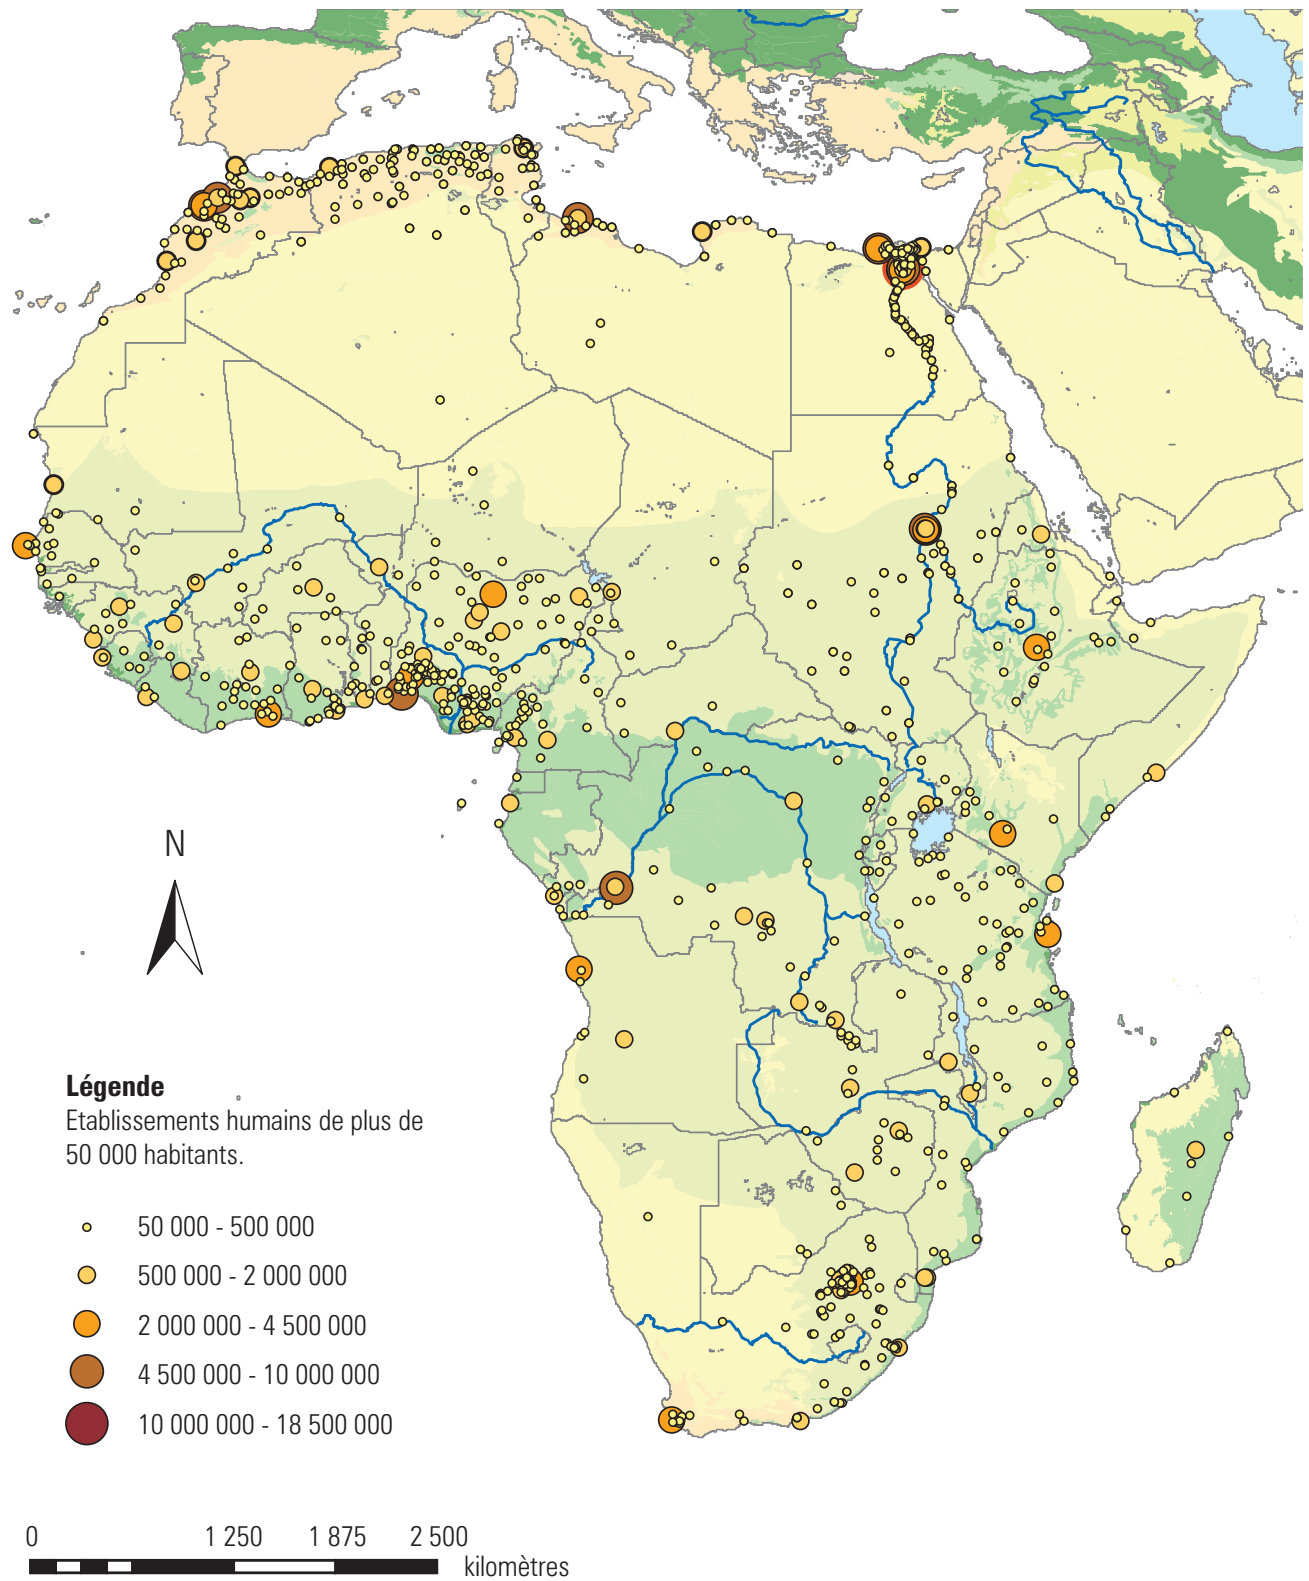 N
Légende
Etablissements humains de plus de
50 000 habitants.
50 000 - 500 000
500 000 - 2 000 000
2 000 000 - 4 500 000
4 500 000 - 10 000 000
10 000 000 - 18 500 000
0 1 250 1 875 2 500
kilomètres